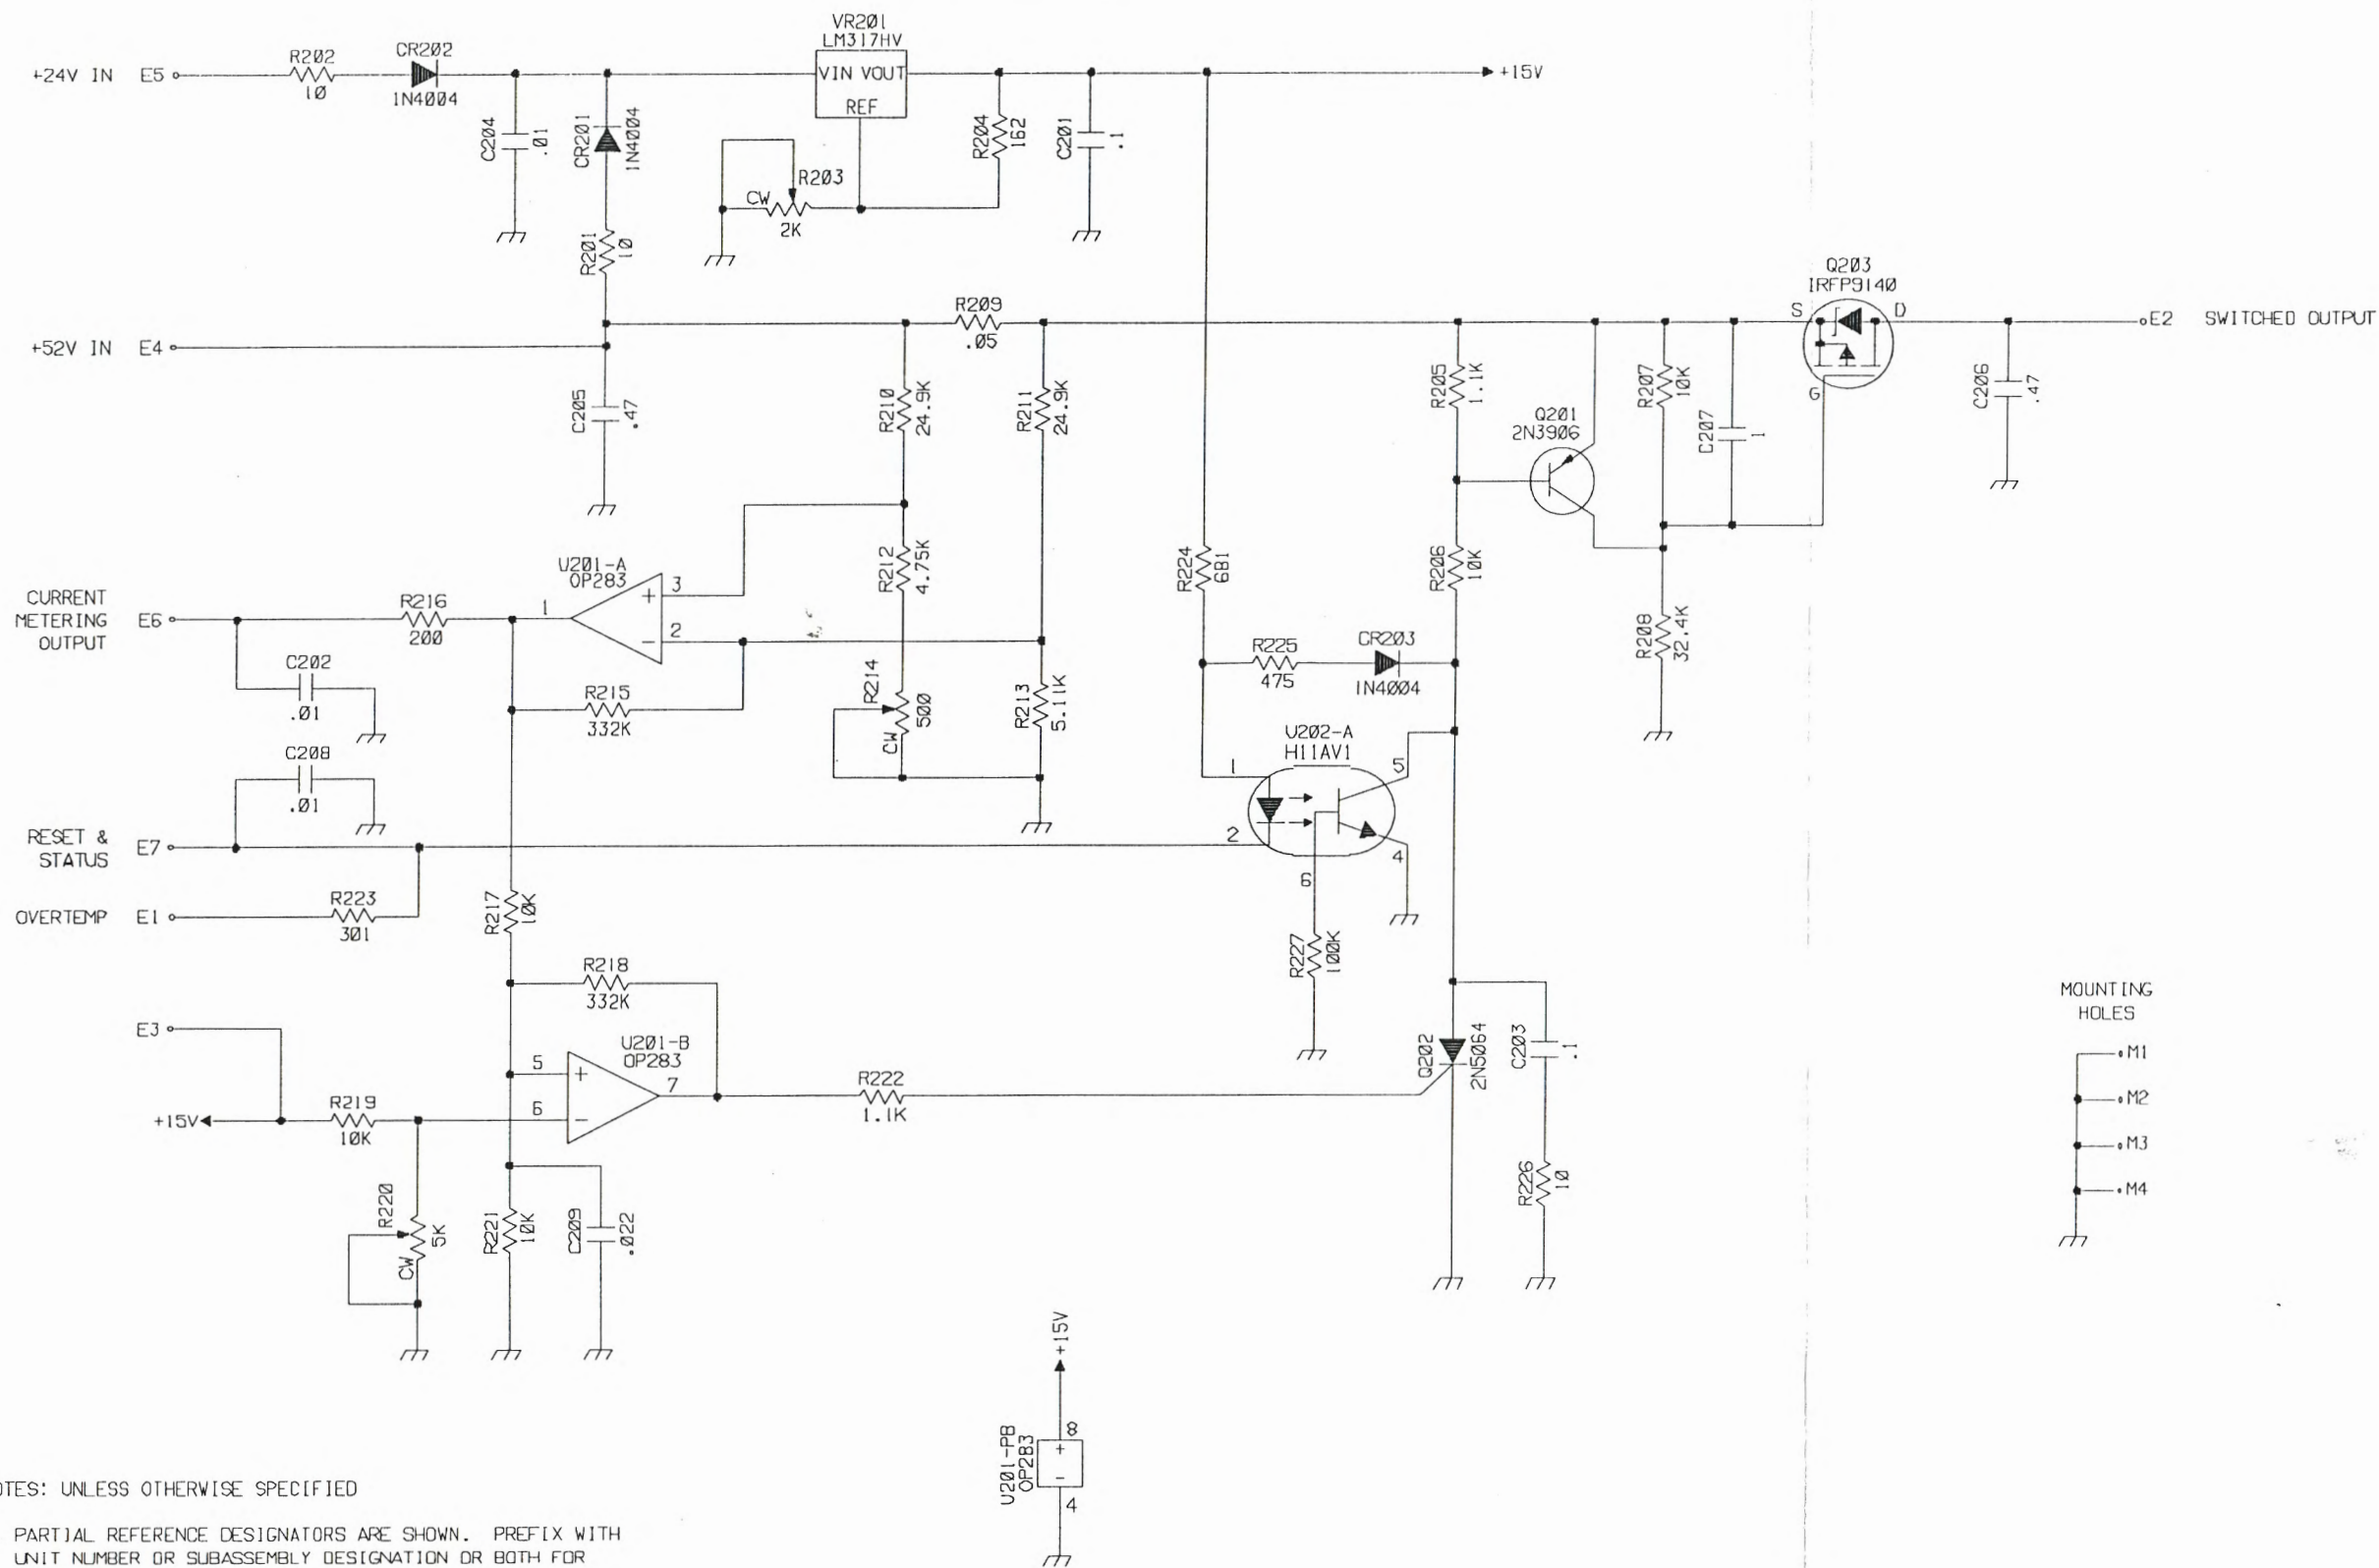 VR201
LM317HV
VIN VOUT
REF
+24V IN E5
R202
10
CR202
1N4004
C204
.01
CR201
1N4004
R201
10
R203
CW
2K
R204
162
C201
.1
+15V
+52V IN E4
C205
.47
R209
.05
R210
24.9K
R211
24.9K
R205
1.1K
Q201
2N3906
R207
10K
C207
1
Q203
IRFP9140
S
D
G
C206
.47
E2 SWITCHED OUTPUT
CURRENT
METERING
OUTPUT
E6
R216
200
C202
.01
U201-A
OP283
1
3
+
2
-
R215
332K
R212
4.75K
R214
500
CW
R213
5.11K
R224
681
R206
10K
R225
475
CR203
1N4004
R208
32.4K
C208
.01
U202-A
H11AV1
1
5
2
4
6
R227
100K
RESET &
STATUS
E7
OVERTEMP E1
R223
301
R217
10K
R218
332K
E3
U201-B
OP283
5
+
6
-
7
R222
1.1K
Q202
2N5064
C203
.1
R226
10
+15V
R219
10K
R220
5K
CW
R221
10K
C209
.022
MOUNTING
HOLES
M1
M2
M3
M4
+15V
U201-PB
OP283
8
+
-
4
OTES: UNLESS OTHERWISE SPECIFIED
PARTIAL REFERENCE DESIGNATORS ARE SHOWN. PREFIX WITH
UNIT NUMBER OR SUBASSEMBLY DESIGNATION OR BOTH FOR